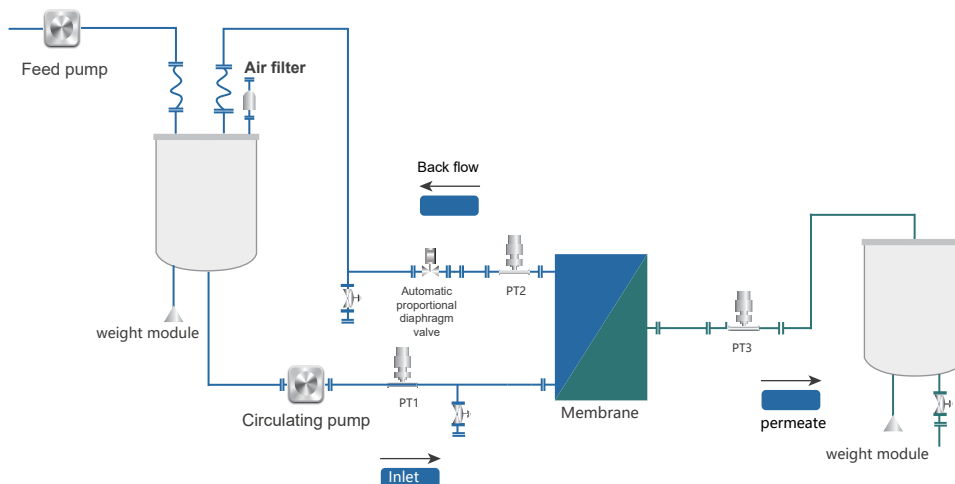 Feed pump
Air filter
Back flow
Automatic
proportional
diaphragm
valve
PT2
weight module
PT3
PT1
Circulating pump
Membrane
permeate
weight module
Inlet